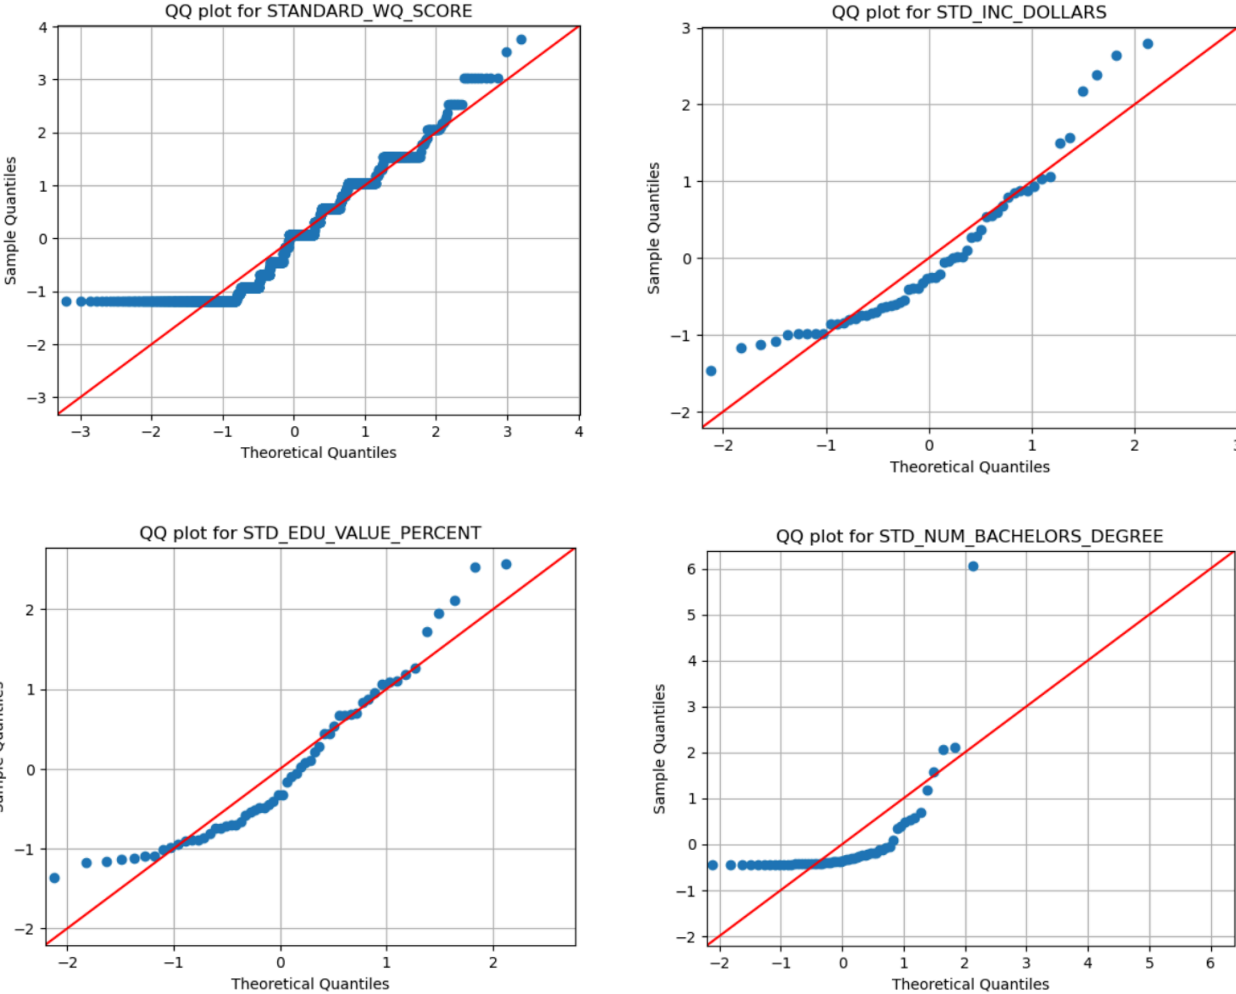 QQ plot for STANDARD_WQ_SCORE
4
3
2
1
0
−1
−2
−3
Sample Quantiles
−3 −2 −1 0 1 2 3 4
Theoretical Quantiles
QQ plot for STD_INC_DOLLARS
3
2
1
0
−1
−2
Sample Quantiles
−2 −1 0 1 2
Theoretical Quantiles
QQ plot for STD_EDU_VALUE_PERCENT
2
1
0
−1
−2
−2 −1 0 1 2
Theoretical Quantiles
QQ plot for STD_NUM_BACHELORS_DEGREE
6
5
4
3
2
1
0
−1
−2
Sample Quantiles
−2 −1 0 1 2 3 4 5 6
Theoretical Quantiles